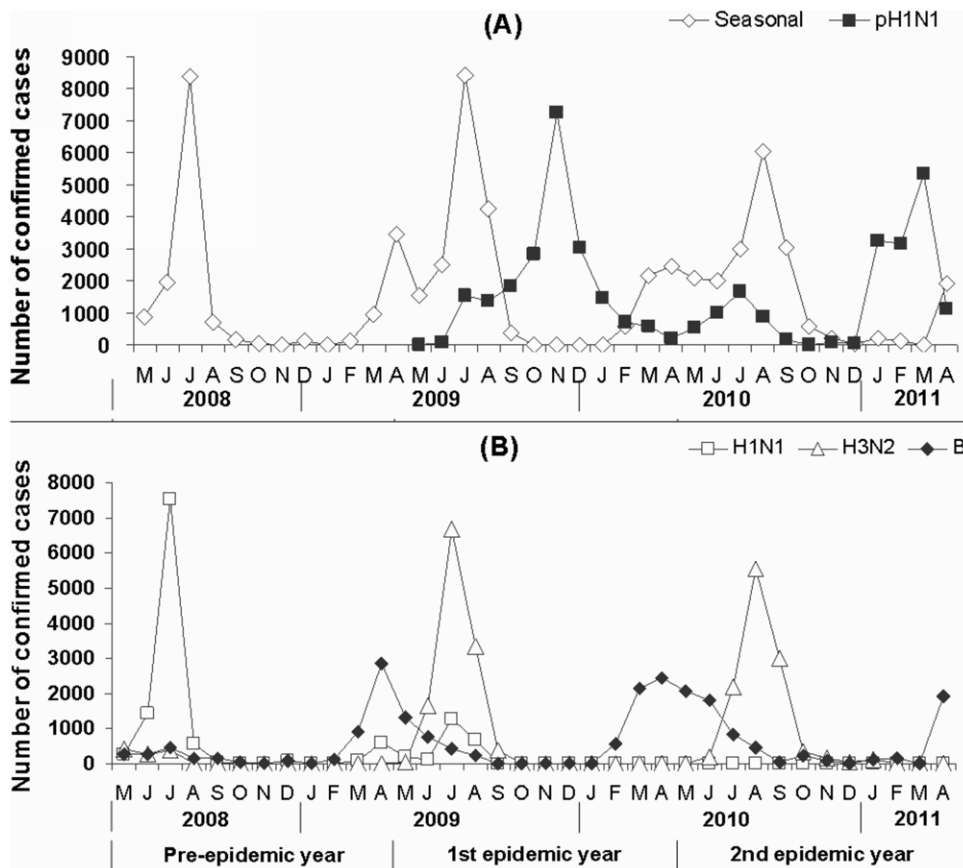 (A)
Seasonal pH1N1
Number of confirmed cases
9000
8000
7000
6000
5000
4000
3000
2000
1000
0
M J J A S O N D J F M A M J J A S O N D J F M A M J J A S O N D J F M A
2008 2009 2010 2011
(B)
H1N1 H3N2 B
Number of confirmed cases
8000
7000
6000
5000
4000
3000
2000
1000
0
M J J A S O N D J F M A M J J A S O N D J F M A M J J A S O N D J F M A
2008 2009 2010 2011
Pre-epidemic year 1st epidemic year 2nd epidemic year